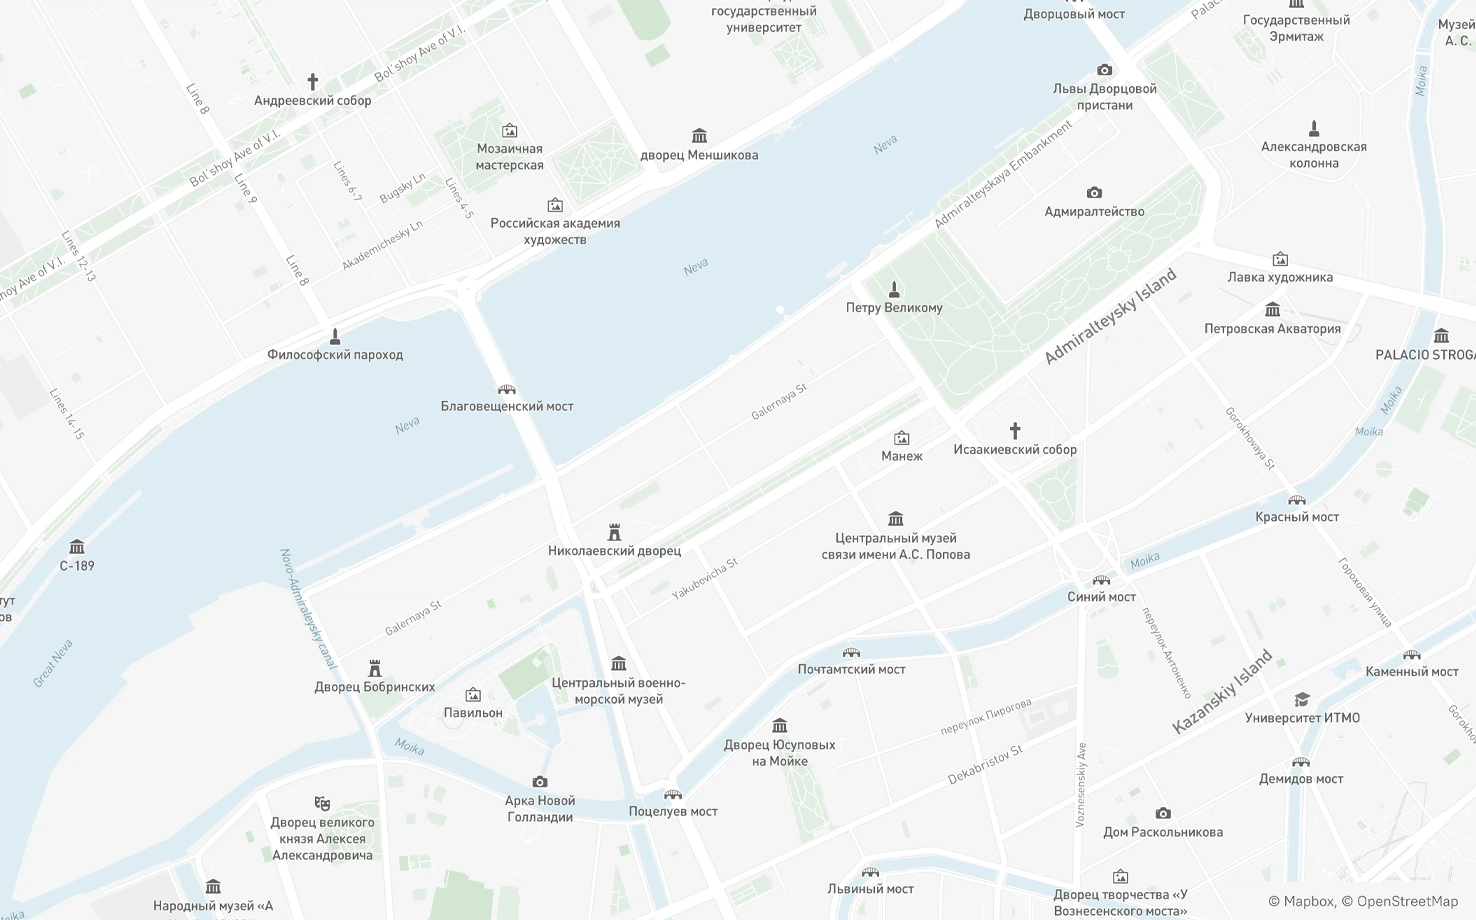 государственный
университет
Дворцовый мост
Государственный
Эрмитаж
Музей
А. С.
Bol'shoy Ave of V.I.
Андреевский собор
Line 8
Львы Дворцовой
пристани
Moika
Мозаичная
мастерская
дворец Меншикова
Neva
Александровская
колонна
Bol'shoy Ave of V.I.
Line 9
Lines 6-7
Bugsky Ln
Lines 4-5
Admiralteyskaya Embankment
Адмиралтейство
Российская академия
художеств
Akademichesky Ln
Lines 12-13
Ave of V.I.
Line 8
Neva
Лавка художника
Петру Великому
Admiralteysky Island
Петровская Акватория
Философский пароход
PALACIO STROGA
Благовещенский мост
Galernaya St
Moika
Lines 14-15
Neva
Gorokhovaya St
Moika
Манеж
Исаакиевский собор
Красный мост
С-189
Николаевский дворец
Центральный музей
связи имени А.С. Попова
Novo-Admiralteysky canal
Yakubovicha St
Moika
Синий мост
Гороховая улица
тут
ов
Galernaya St
переулок Антоненко
Great Neva
Почтамтский мост
Каменный мост
Дворец Бобринских
Центральный военно-
морской музей
Павильон
Kazanskiy Island
Университет ИТМО
переулок Пирогова
Moika
Дворец Юсуповых
на Мойке
Dekabristov St
Voznesenskiy Ave
Демидов мост
Арка Новой
Голландии
Поцелуев мост
Дворец великого
князя Алексея
Александровича
Дом Раскольникова
Львиный мост
Народный музей «А
Дворец творчества «У
Вознесенского моста»
© Mapbox, © OpenStreetMap